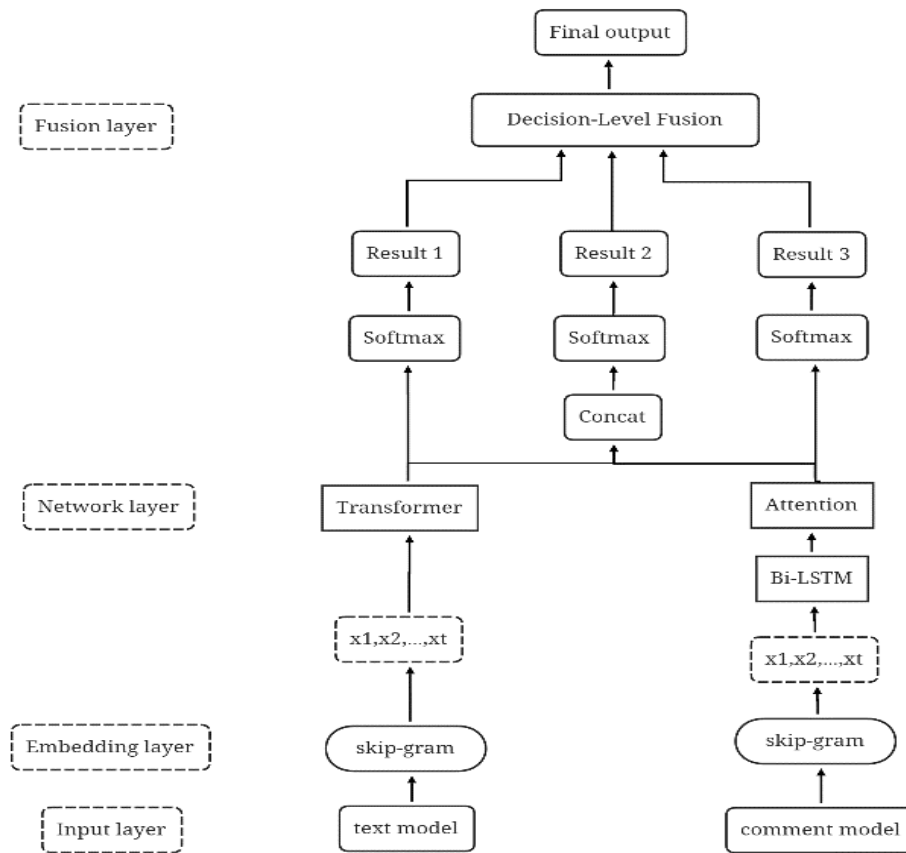 Final output
Fusion layer
Decision-Level Fusion
Result 1
Result 2
Result 3
Softmax
Softmax
Softmax
Concat
Network layer
Transformer
Attention
Bi-LSTM
x1,x2,...,xt
x1,x2,...,xt
Embedding layer
skip-gram
skip-gram
Input layer
text model
comment model